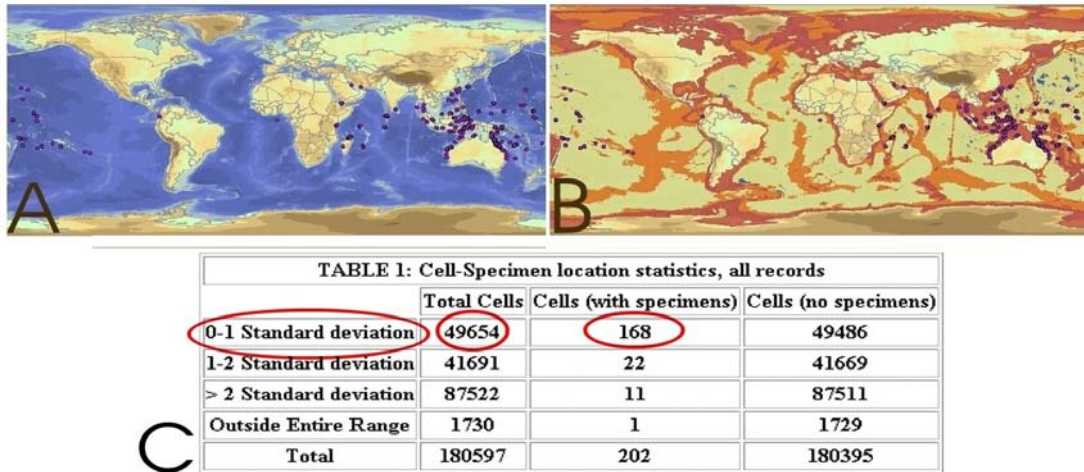 A
B
TABLE 1: Cell-Specimen location statistics, all records
Total Cells Cells (with specimens) Cells (no specimens)
0-1 Standard deviation 49654 168 49486
1-2 Standard deviation 41691 22 41669
> 2 Standard deviation 87522 11 87511
Outside Entire Range 1730 1 1729
Total 180597 202 180395
C